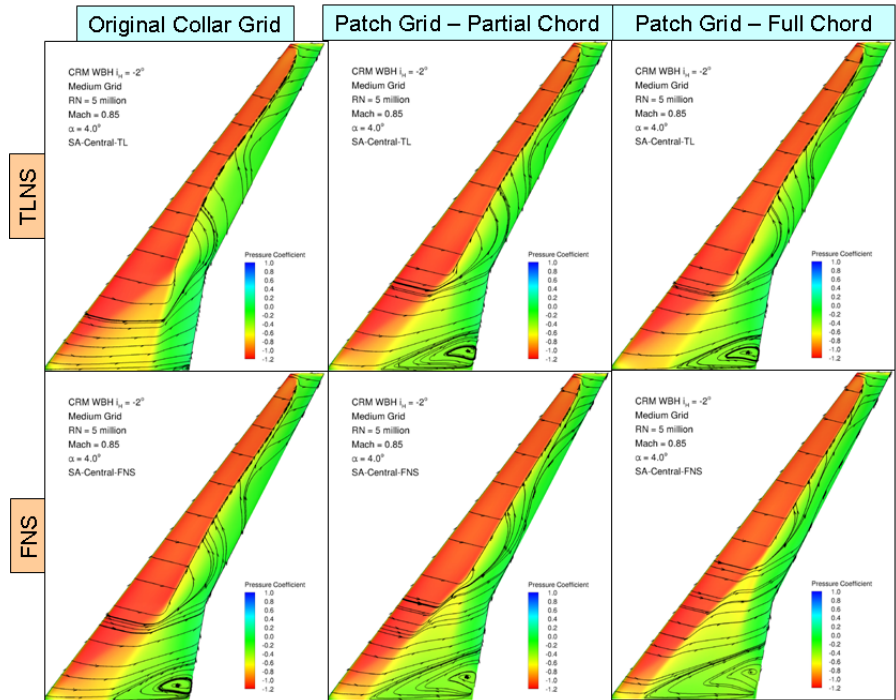 Original Collar Grid
Patch Grid – Partial Chord
Patch Grid – Full Chord
TLNS
CRM WBH i_H = -2°
Medium Grid
RN = 5 million
Mach = 0.85
α = 4.0°
SA-Central-TL
Pressure Coefficient
1.0
0.8
0.6
0.4
0.2
0.0
-0.2
-0.4
-0.6
-0.8
-1.0
-1.2
CRM WBH i_H = -2°
Medium Grid
RN = 5 million
Mach = 0.85
α = 4.0°
SA-Central-TL
Pressure Coefficient
1.0
0.8
0.6
0.4
0.2
0.0
-0.2
-0.4
-0.6
-0.8
-1.0
-1.2
CRM WBH i_H = -2°
Medium Grid
RN = 5 million
Mach = 0.85
α = 4.0°
SA-Central-TL
Pressure Coefficient
1.0
0.8
0.6
0.4
0.2
0.0
-0.2
-0.4
-0.6
-0.8
-1.0
-1.2
FNS
CRM WBH i_H = -2°
Medium Grid
RN = 5 million
Mach = 0.85
α = 4.0°
SA-Central-FNS
Pressure Coefficient
1.0
0.8
0.6
0.4
0.2
0.0
-0.2
-0.4
-0.6
-0.8
-1.0
-1.2
CRM WBH i_H = -2°
Medium Grid
RN = 5 million
Mach = 0.85
α = 4.0°
SA-Central-FNS
Pressure Coefficient
1.0
0.8
0.6
0.4
0.2
0.0
-0.2
-0.4
-0.6
-0.8
-1.0
-1.2
CRM WBH i_H = -2°
Medium Grid
RN = 5 million
Mach = 0.85
α = 4.0°
SA-Central-FNS
Pressure Coefficient
1.0
0.8
0.6
0.4
0.2
0.0
-0.2
-0.4
-0.6
-0.8
-1.0
-1.2